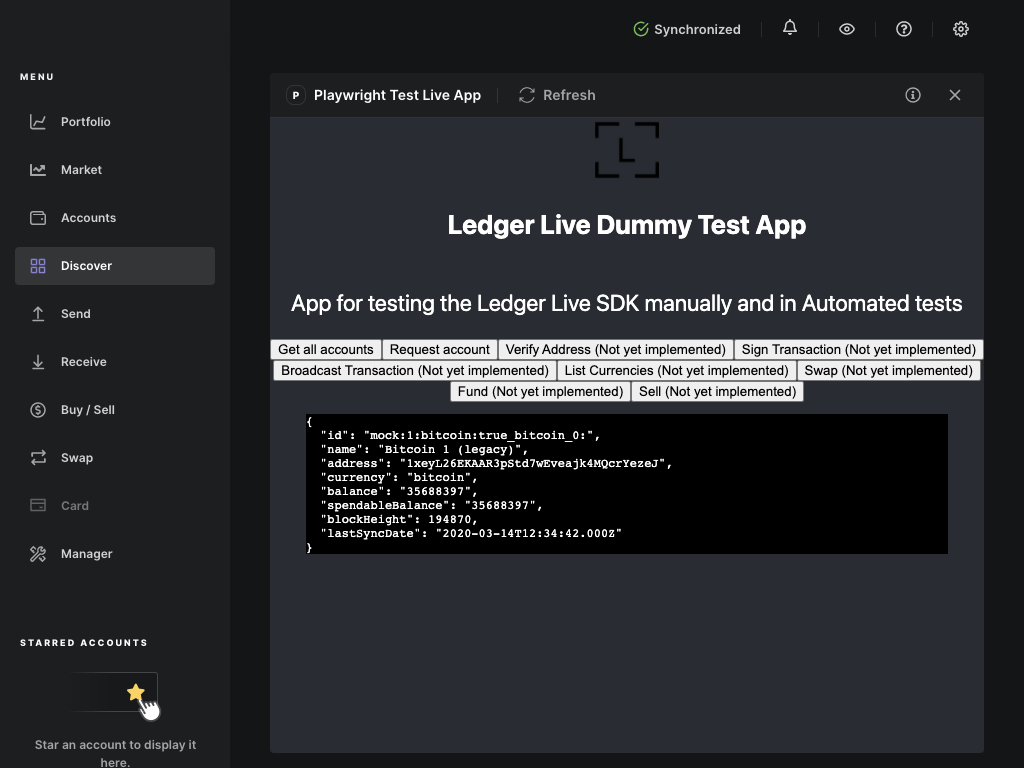 Synchronized
MENU
Portfolio
Market
Accounts
Discover
Send
Receive
Buy / Sell
Swap
Card
Manager
STARRED ACCOUNTS
Star an account to display it
here.
P Playwright Test Live App
Refresh
L
Ledger Live Dummy Test App
App for testing the Ledger Live SDK manually and in Automated tests
Get all accounts Request account Verify Address (Not yet implemented) Sign Transaction (Not yet implemented)
Broadcast Transaction (Not yet implemented) List Currencies (Not yet implemented) Swap (Not yet implemented)
Fund (Not yet implemented) Sell (Not yet implemented)
{
"id": "mock:1:bitcoin:true_bitcoin_0:",
"name": "Bitcoin 1 (legacy)",
"address": "1xeyL26EKAAR3pStd7wEveajk4MQcrYezeJ",
"currency": "bitcoin",
"balance": "35688397",
"spendableBalance": "35688397",
"blockHeight": 194870,
"lastSyncDate": "2020-03-14T12:34:42.000Z"
}